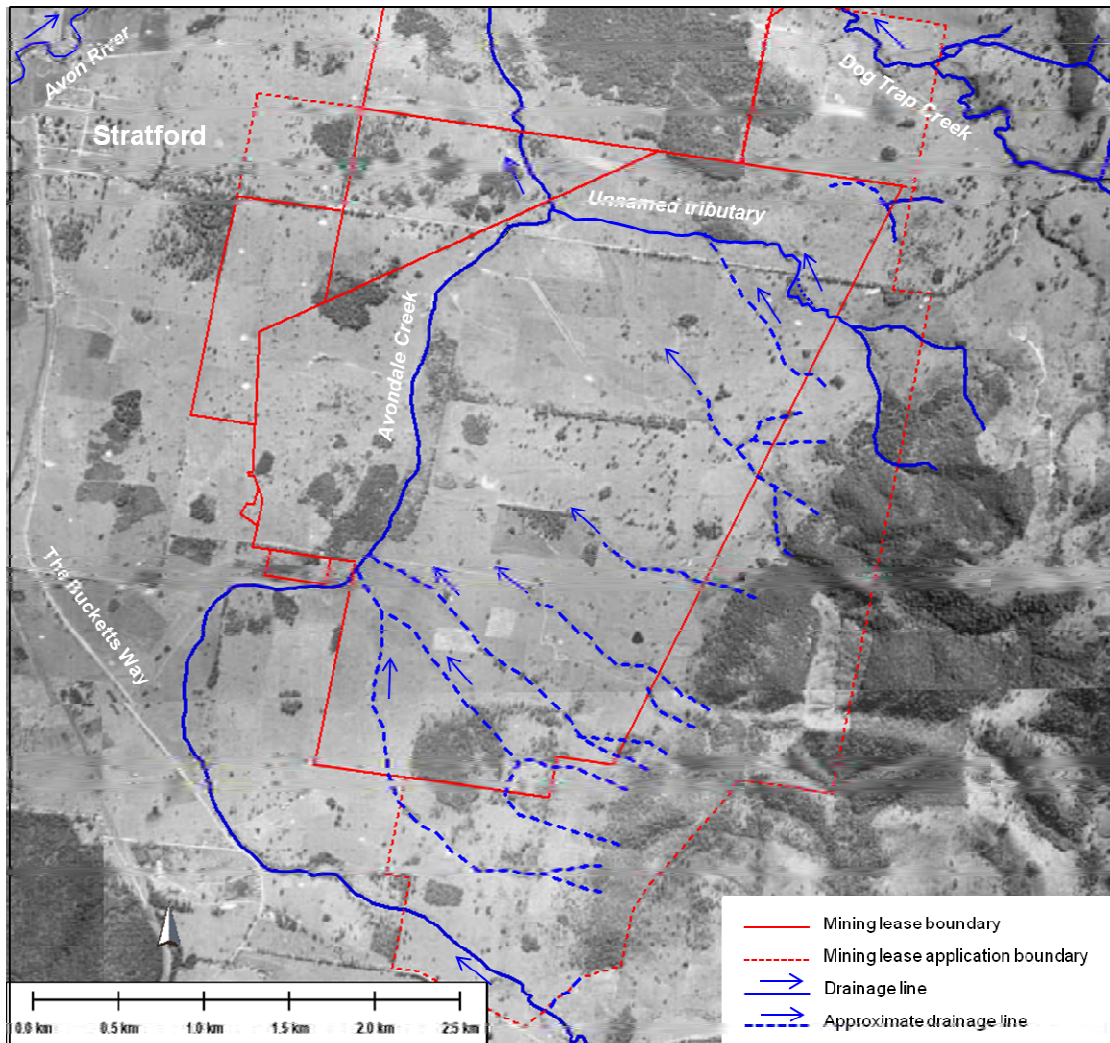 Avon River
Stratford
Dog Trap Creek
Unnamed tributary
Avondale Creek
The Bucketts Way
Mining lease boundary
Mining lease application boundary
Drainage line
Approximate drainage line
0.0 km 0.5 km 1.0 km 1.5 km 2.0 km 2.5 km